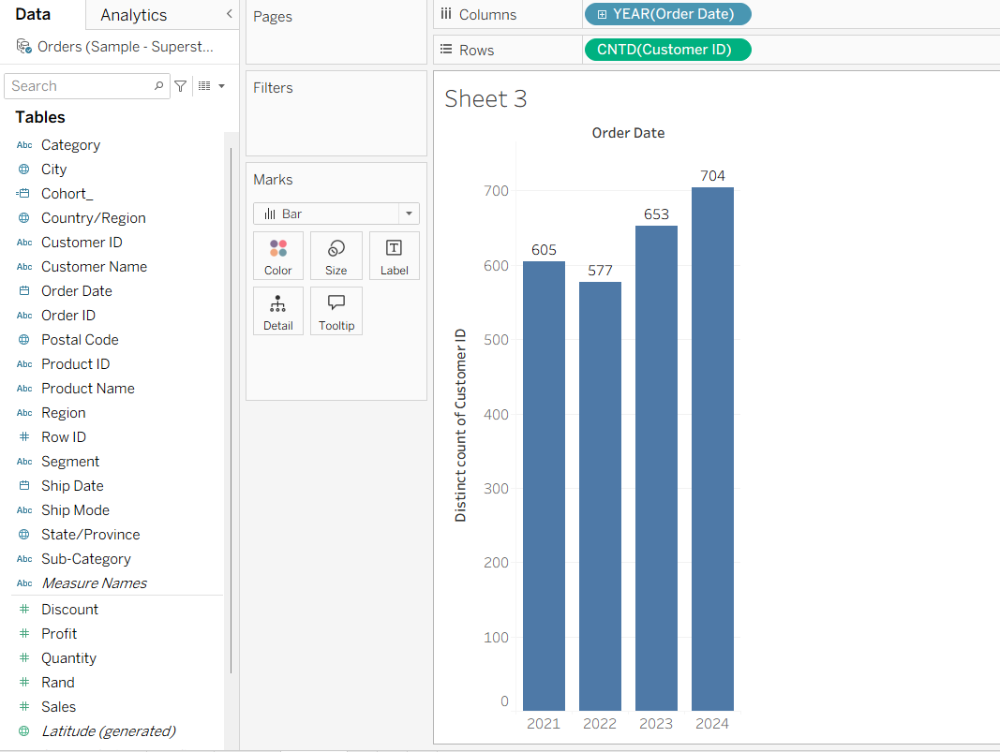 Data
Analytics
Orders (Sample - Superst...
Search
Tables
Abc Category
City
Cohort_
Country/Region
Abc Customer ID
Abc Customer Name
Order Date
Abc Order ID
Postal Code
Abc Product ID
Abc Product Name
Abc Region
# Row ID
Abc Segment
Ship Date
Abc Ship Mode
State/Province
Abc Sub-Category
Abc Measure Names
# Discount
# Profit
# Quantity
# Rand
# Sales
Latitude (generated)
Pages
Filters
Marks
Bar
Color
Size
T
Label
Detail
Tooltip
Columns
YEAR(Order Date)
Rows
CNTD(Customer ID)
Sheet 3
Order Date
Distinct count of Customer ID
700
600
500
400
300
200
100
0
605
577
653
704
2021
2022
2023
2024